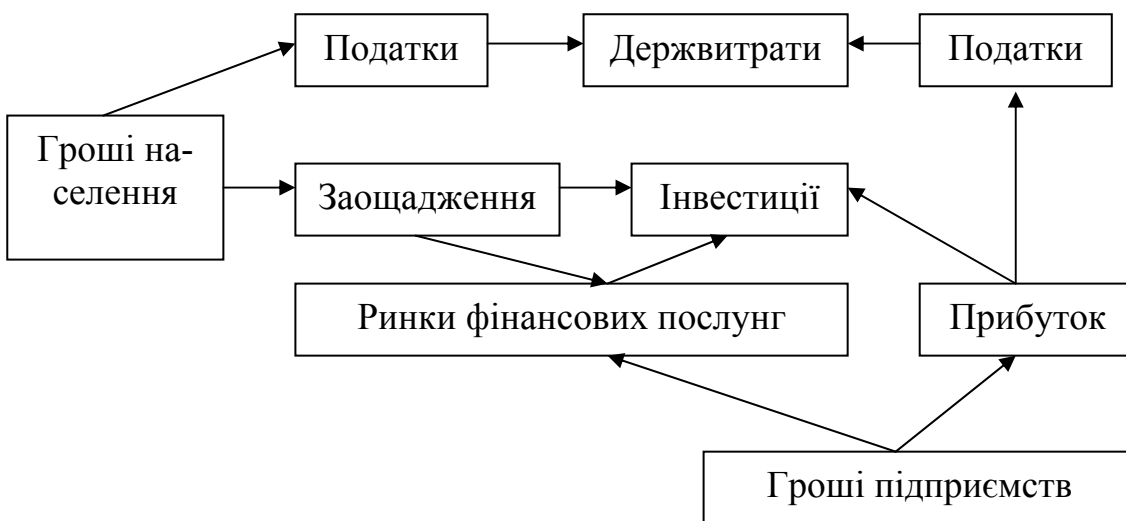 Податки
Держвитрати
Податки
Гроші на-
селення
Заощадження
Інвестиції
Ринки фінансових послунг
Прибуток
Гроші підприємств